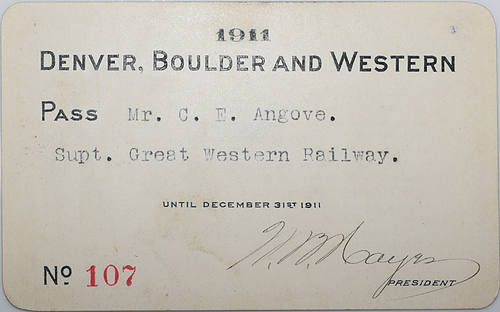 1911
3
DENVER, BOULDER AND WESTERN
PASS Mr. C. E. Angove.
Supt. Great Western Railway.
UNTIL DECEMBER 31ST 1911
Nº 107
PRESIDENT